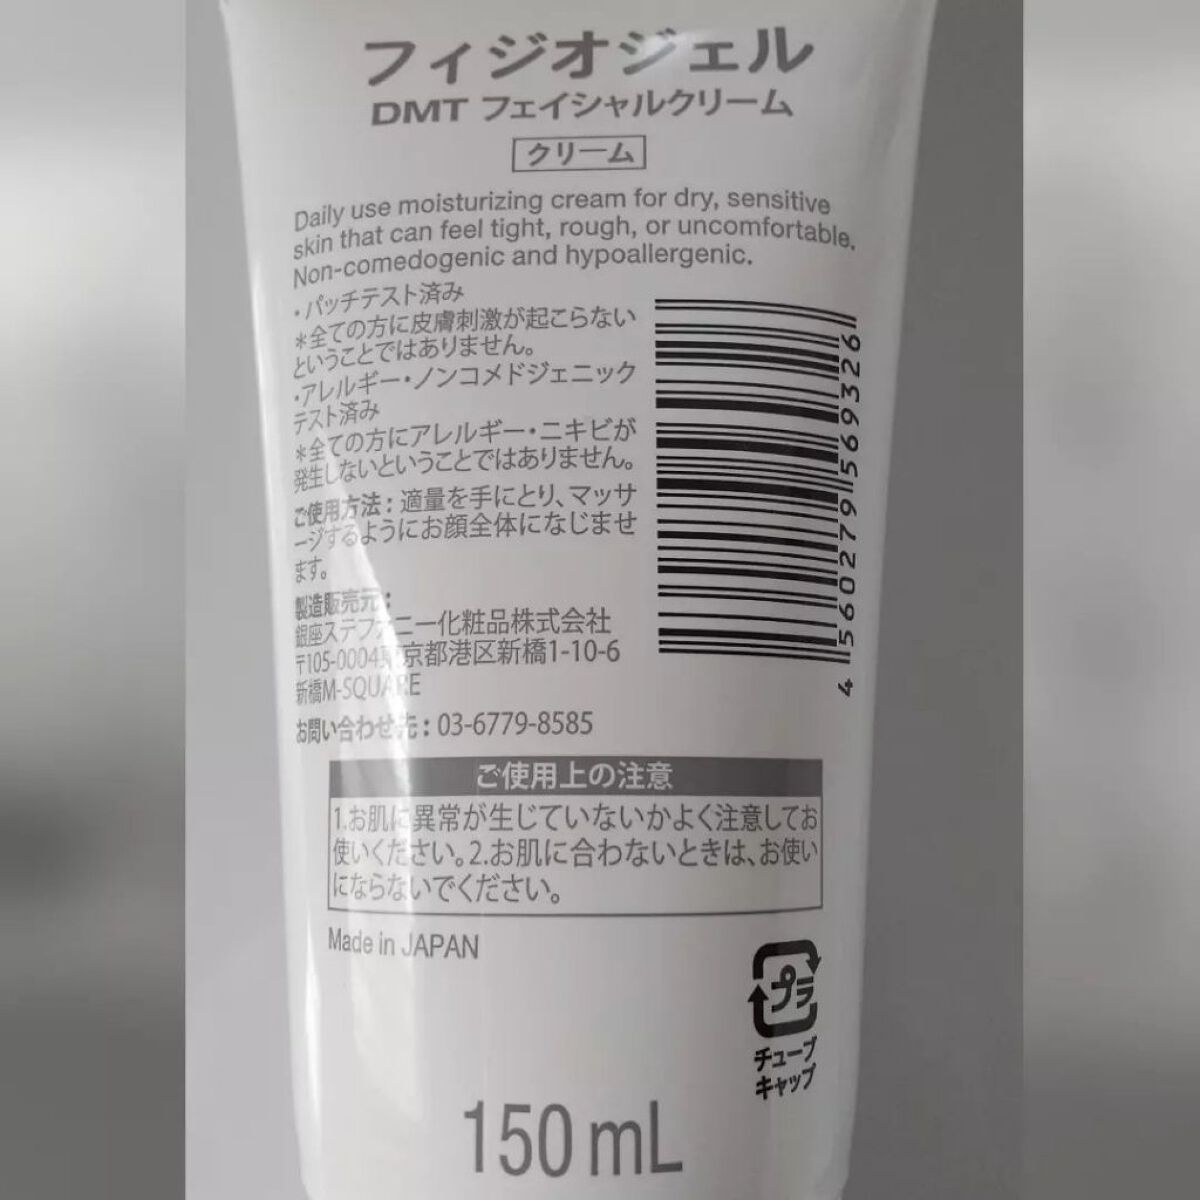 フィジオジェル
DMT フェイシャルクリーム
クリーム
Daily use moisturizing cream for dry, sensitive
skin that can feel tight, rough, or uncomfortable.
Non-comedogenic and hypoallergenic.
・パッチテスト済み
＊全ての方に皮膚刺激が起こらない
ということではありません。
・アレルギー・ノンコメドジェニック
テスト済み
＊全ての方にアレルギー・ニキビが
発生しないということではありません。
ご使用方法：適量を手にとり、マッサ
ージするようにお顔全体になじませ
ます。
製造販売元：
銀座ステファニー化粧品株式会社
〒105-0004東京都港区新橋1-10-6
新橋M-SQUARE
お問い合わせ先：03-6779-8585
4560279569326
ご使用上の注意
1.お肌に異常が生じていないかよく注意してお
使いください。2.お肌に合わないときは、お使い
にならないでください。
Made in JAPAN
プラ
チューブ
キャップ
150 mL